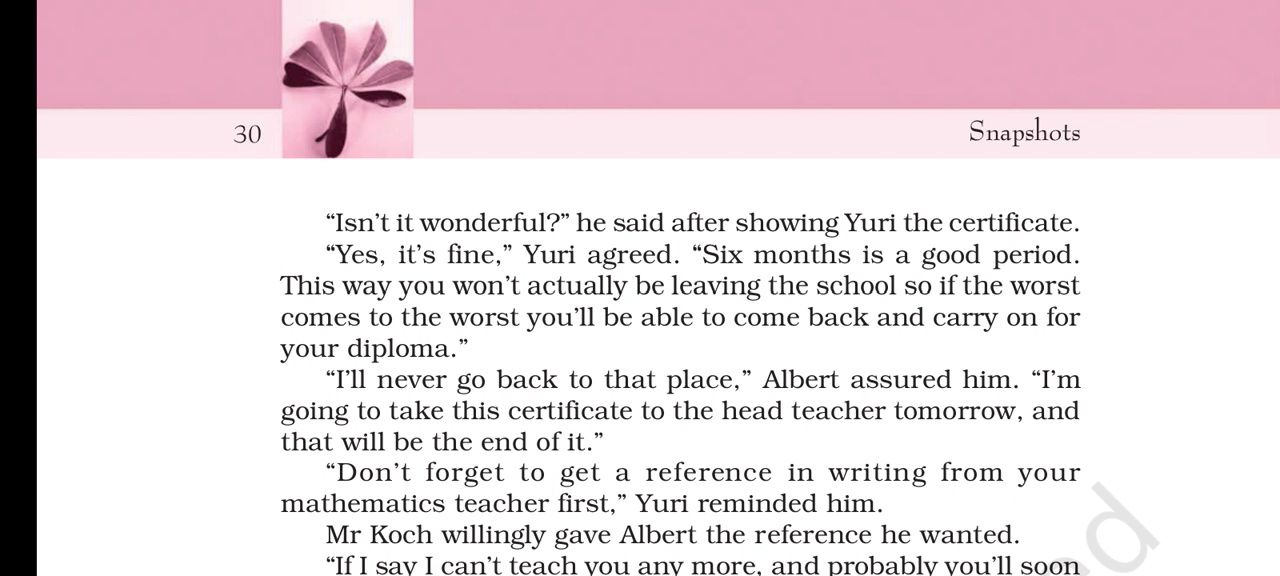 30
Snapshots
“Isn’t it wonderful?” he said after showing Yuri the certificate.
“Yes, it’s fine,” Yuri agreed. “Six months is a good period.
This way you won’t actually be leaving the school so if the worst
comes to the worst you’ll be able to come back and carry on for
your diploma.”
“I’ll never go back to that place,” Albert assured him. “I’m
going to take this certificate to the head teacher tomorrow, and
that will be the end of it.”
“Don’t forget to get a reference in writing from your
mathematics teacher first,” Yuri reminded him.
Mr Koch willingly gave Albert the reference he wanted.
“If I say I can’t teach you any more, and probably you’ll soon